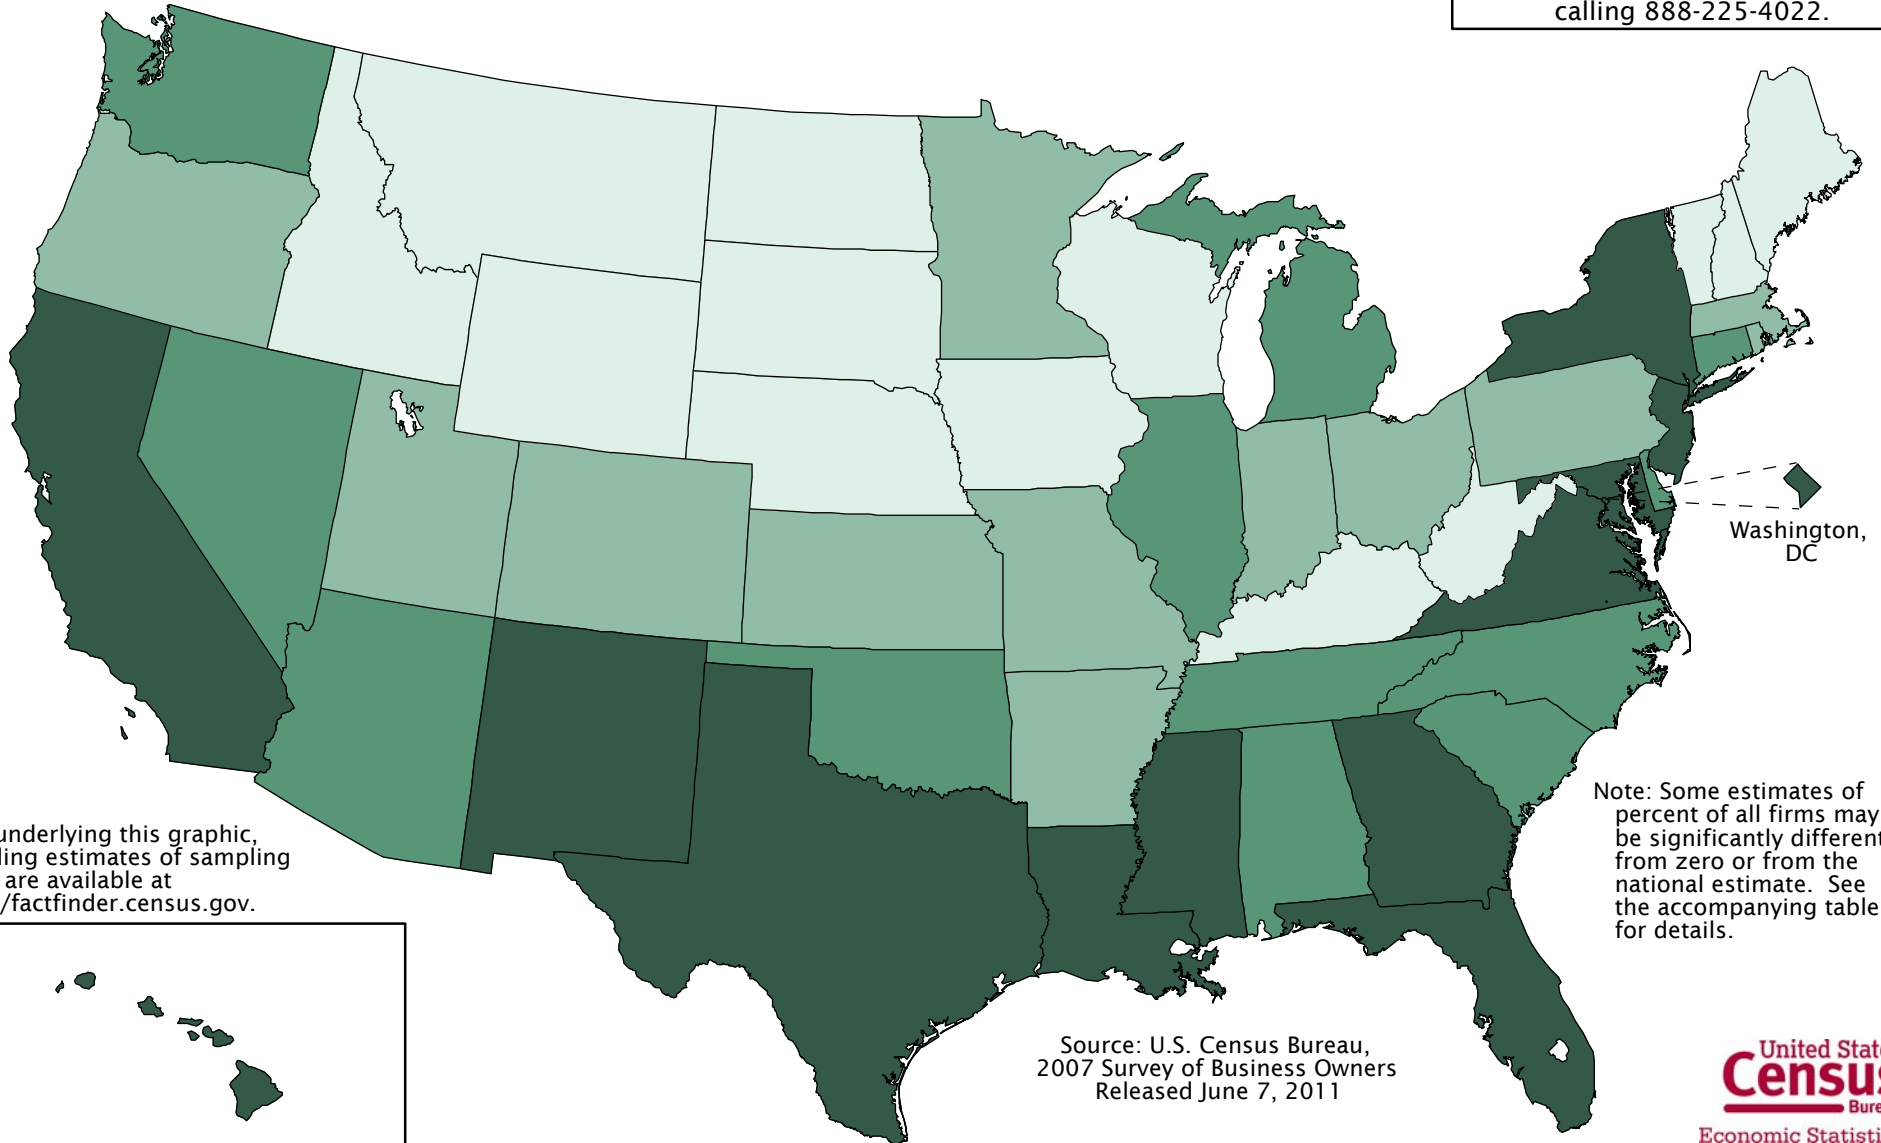 calling 888-225-4022.
Washington,
DC
Note: Some estimates of
percent of all firms may
be significantly different
from zero or from the
national estimate.  See
the accompanying table
for details.
underlying this graphic,
ling estimates of sampling
are available at
/factfinder.census.gov.
Source: U.S. Census Bureau,
2007 Survey of Business Owners
Released June 7, 2011
United State
Census
Bure
Economic Statisti